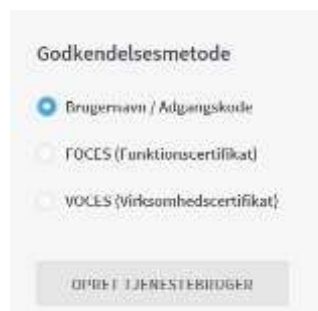 Godkendelsesmetode
Brugernavn / Adgangskode
FOCES (Funktionscertifikat)
VOCES (Virksomhedscertifikat)
OPRET TJENESTEBRUGER